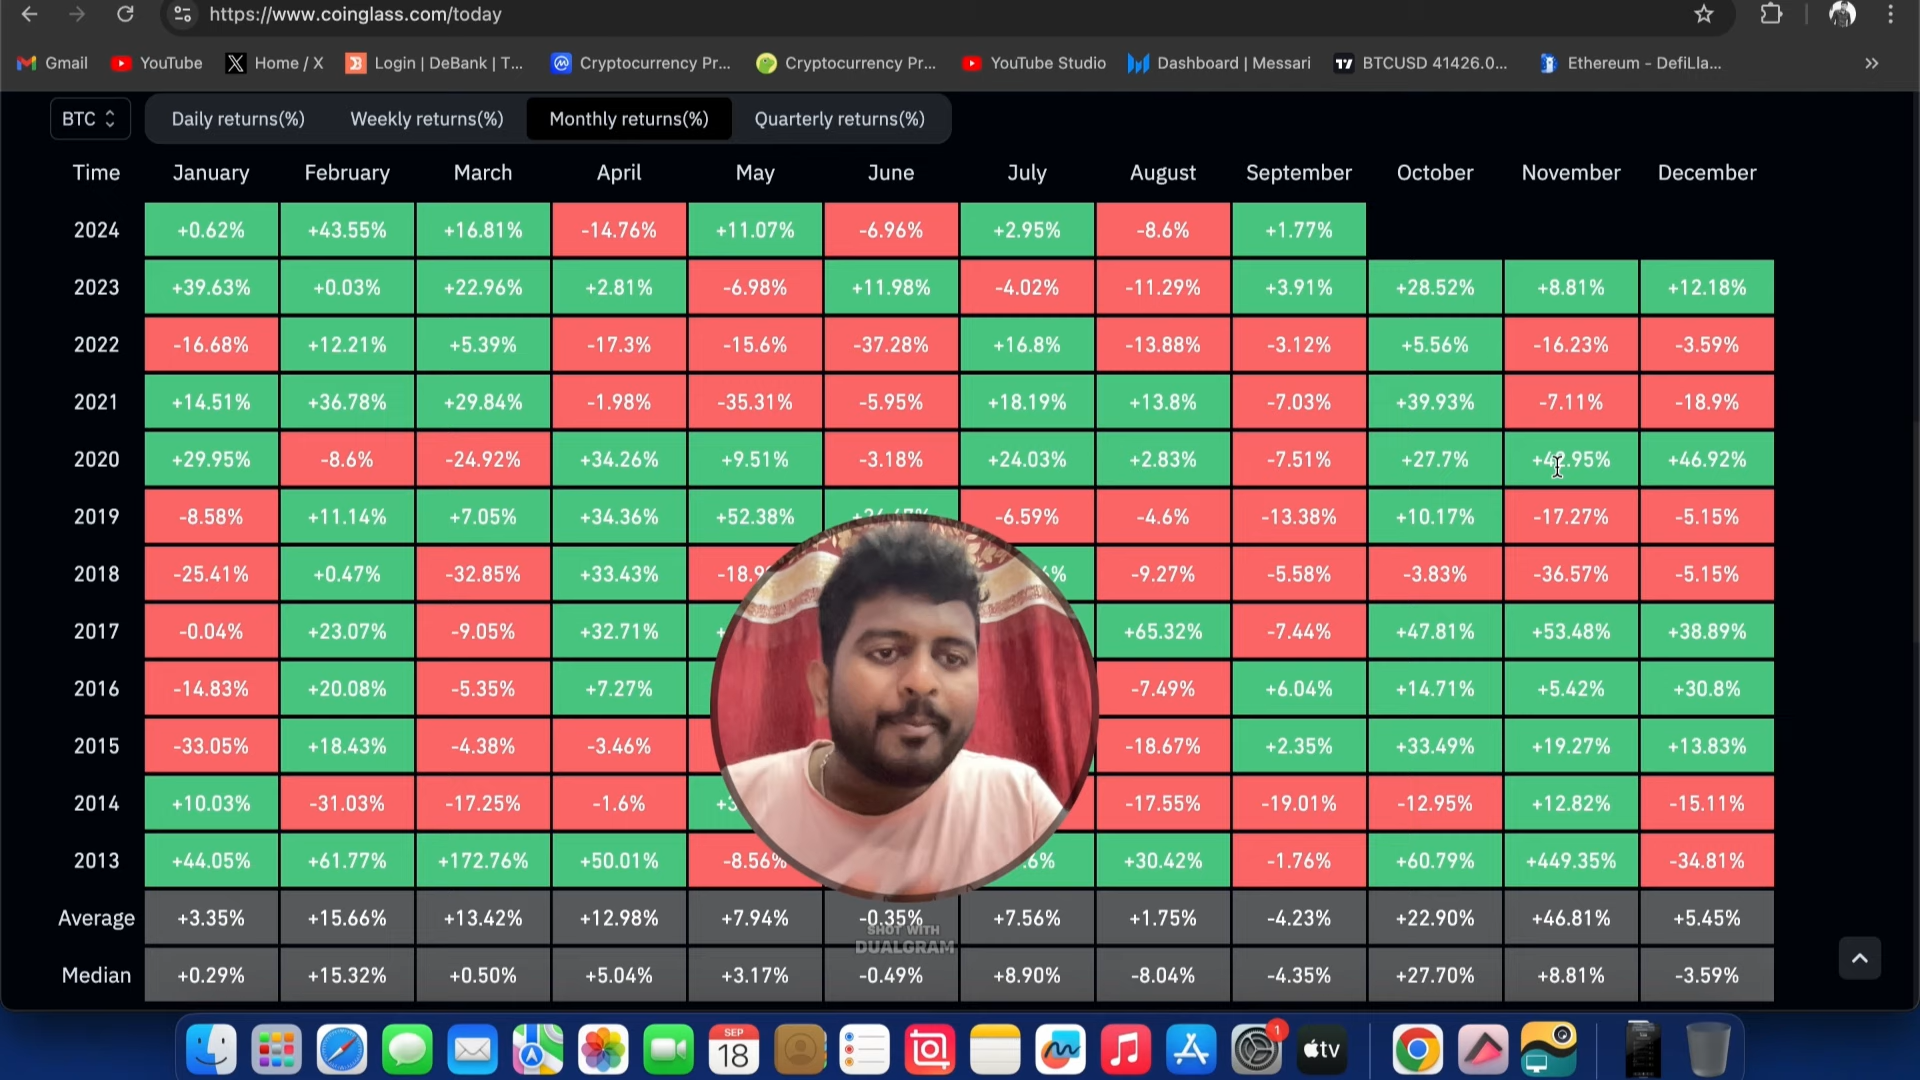 https://www.coinglass.com/today
Gmail YouTube Home / X Login | DeBank | T... Cryptocurrency Pr... Cryptocurrency Pr... YouTube Studio Dashboard | Messari BTCUSD 41426.0... Ethereum - DefiLla...
BTC Daily returns(%) Weekly returns(%) Monthly returns(%) Quarterly returns(%)
Time January February March April May June July August September October November December
2024 +0.62% +43.55% +16.81% -14.76% +11.07% -6.96% +2.95% -8.6% +1.77%
2023 +39.63% +0.03% +22.96% +2.81% -6.98% +11.98% -4.02% -11.29% +3.91% +28.52% +8.81% +12.18%
2022 -16.68% +12.21% +5.39% -17.3% -15.6% -37.28% +16.8% -13.88% -3.12% +5.56% -16.23% -3.59%
2021 +14.51% +36.78% +29.84% -1.98% -35.31% -5.95% +18.19% +13.8% -7.03% +39.93% -7.11% -18.9%
2020 +29.95% -8.6% -24.92% +34.26% +9.51% -3.18% +24.03% +2.83% -7.51% +27.7% +46.92%
2019 -8.58% +11.14% +7.05% +34.36% +52.38% -6.59% -4.6% -13.38% +10.17% -17.27% -5.15%
2018 -25.41% +0.47% -32.85% +33.43% -9.27% -5.58% -3.83% -36.57% -5.15%
2017 -0.04% +23.07% -9.05% +32.71% +65.32% -7.44% +47.81% +53.48% +38.89%
2016 -14.83% +20.08% -5.35% +7.27% -7.49% +6.04% +14.71% +5.42% +30.8%
2015 -33.05% +18.43% -4.38% -3.46% -18.67% +2.35% +33.49% +19.27% +13.83%
2014 +10.03% -31.03% -17.25% -1.6% -17.55% -19.01% -12.95% +12.82% -15.11%
2013 +44.05% +61.77% +172.76% +50.01% -8.56% +30.42% -1.76% +60.79% +449.35% -34.81%
Average +3.35% +15.66% +13.42% +12.98% +7.94% -0.35% +7.56% +1.75% -4.23% +22.90% +46.81% +5.45%
SHOT WITH
DUALGRAM
Median +0.29% +15.32% +0.50% +5.04% +3.17% -0.49% +8.90% -8.04% -4.35% +27.70% +8.81% -3.59%
SEP
18
1
tv